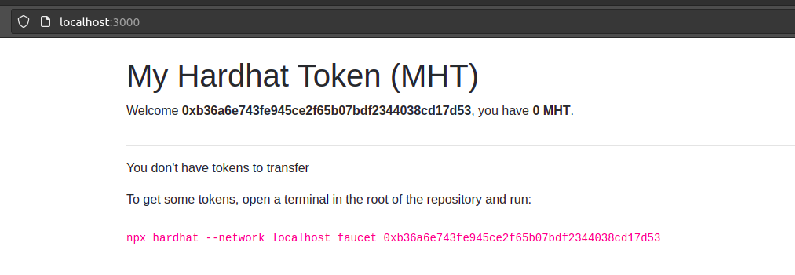 localhost:3000
My Hardhat Token (MHT)
Welcome 0xb36a6e743fe945ce2f65b07bdf2344038cd17d53, you have 0 MHT.
You don't have tokens to transfer
To get some tokens, open a terminal in the root of the repository and run:
npx hardhat --network localhost faucet 0xb36a6e743fe945ce2f65b07bdf2344038cd17d53